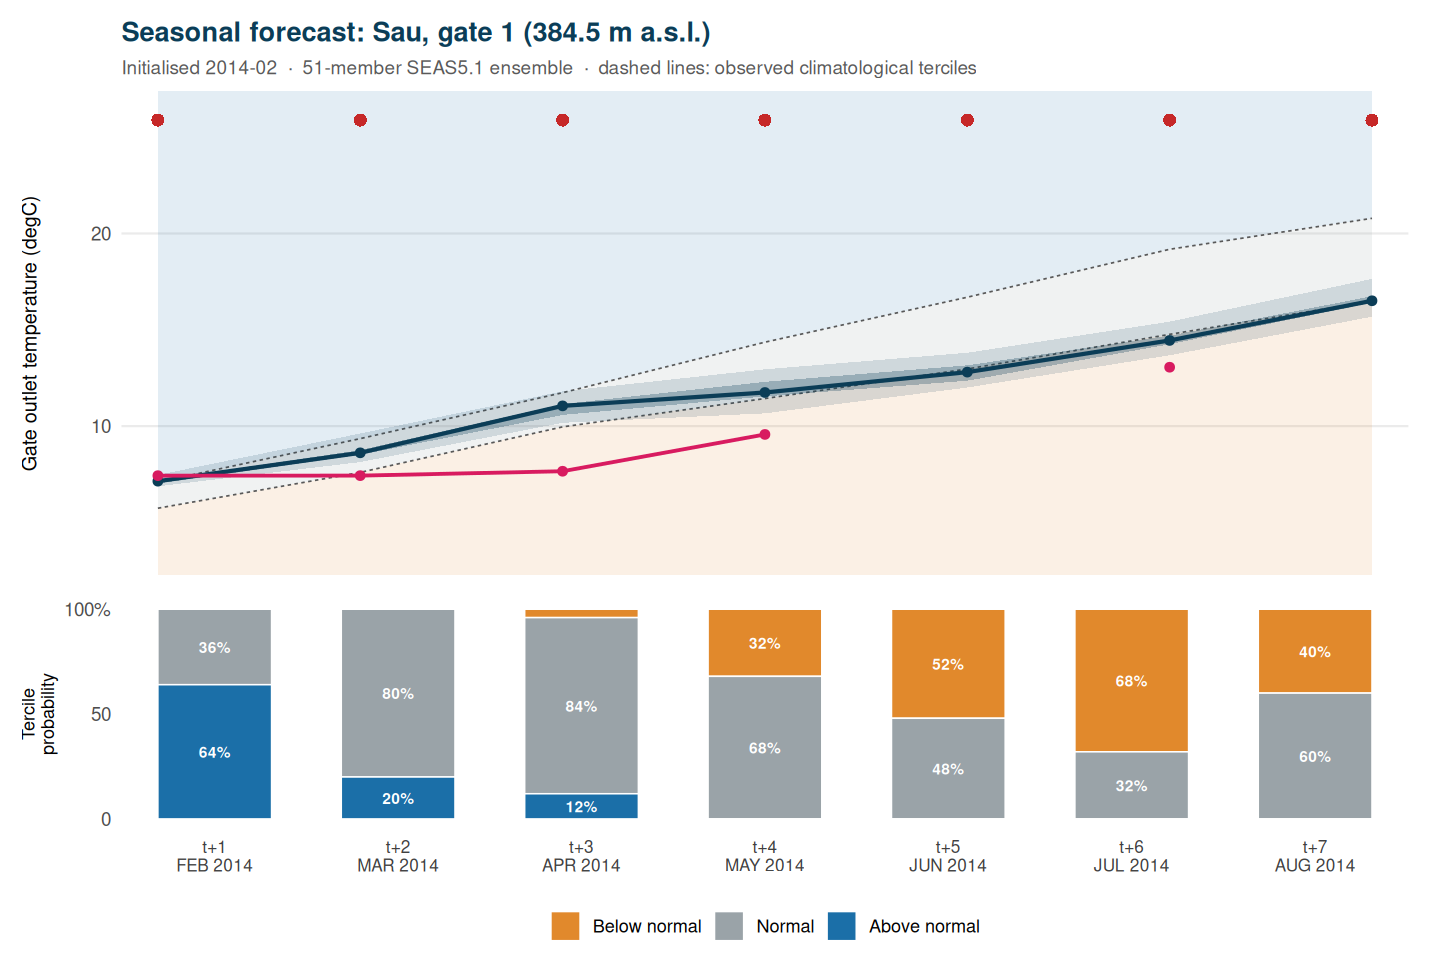 Seasonal forecast: Sau, gate 1 (384.5 m a.s.l.)
Initialised 2014-02 · 51-member SEAS5.1 ensemble · dashed lines: observed climatological terciles
Gate outlet temperature (degC)
20
10
Tercile
probability
100%
50
0
36%
64%
80%
20%
84%
12%
32%
68%
52%
48%
68%
32%
40%
60%
t+1
FEB 2014
t+2
MAR 2014
t+3
APR 2014
t+4
MAY 2014
t+5
JUN 2014
t+6
JUL 2014
t+7
AUG 2014
Below normal
Normal
Above normal